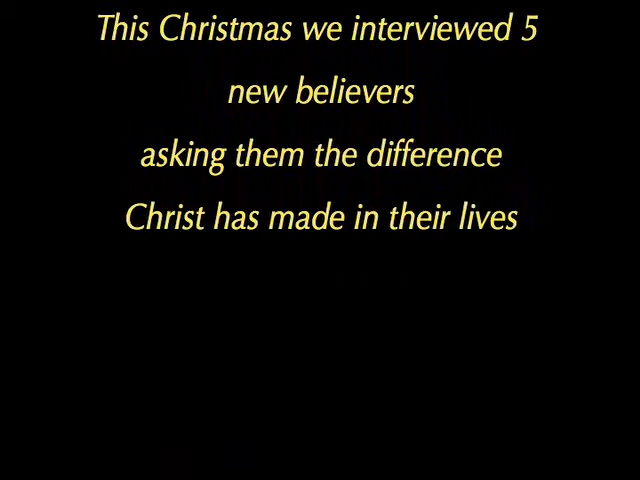 This Christmas we interviewed 5
new believers
asking them the difference
Christ has made in their lives